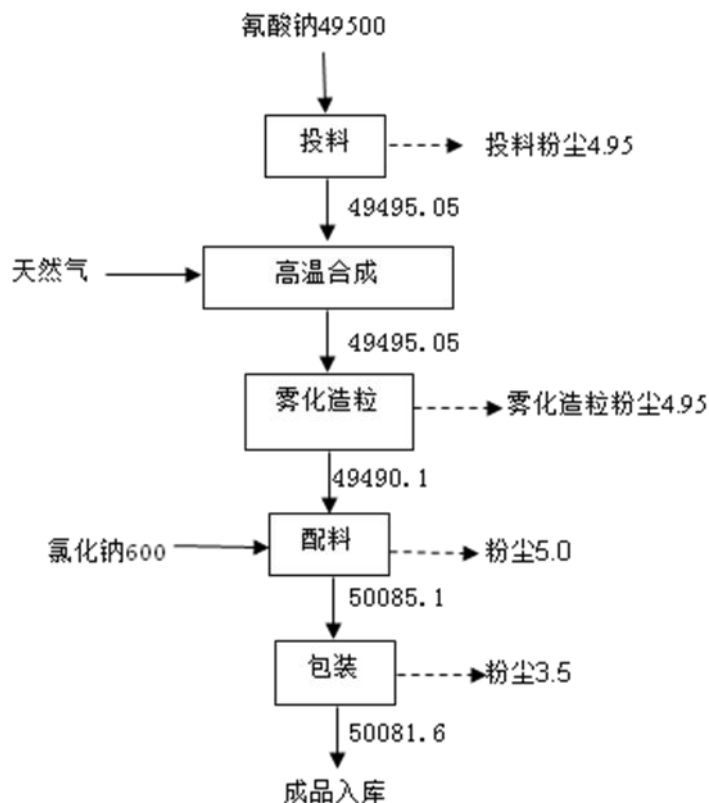 氰酸钠49500
投料
投料粉尘4.95
49495.05
天然气
高温合成
49495.05
雾化造粒
雾化造粒粉尘4.95
49490.1
氯化钠600
配料
粉尘5.0
50085.1
包装
粉尘3.5
50081.6
成品入库